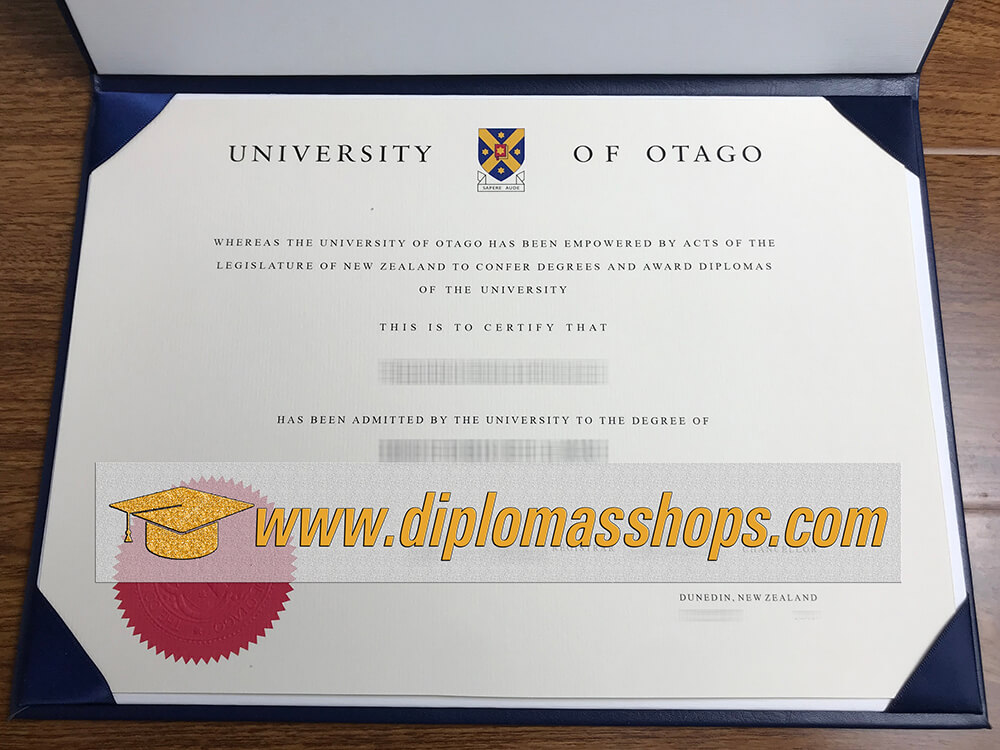 UNIVERSITY OF OTAGO
SAPERE AUDE
WHEREAS THE UNIVERSITY OF OTAGO HAS BEEN EMPOWERED BY ACTS OF THE
LEGISLATURE OF NEW ZEALAND TO CONFER DEGREES AND AWARD DIPLOMAS
OF THE UNIVERSITY
THIS IS TO CERTIFY THAT
HAS BEEN ADMITTED BY THE UNIVERSITY TO THE DEGREE OF
www.diplomasshops.com
DUNEDIN, NEW ZEALAND